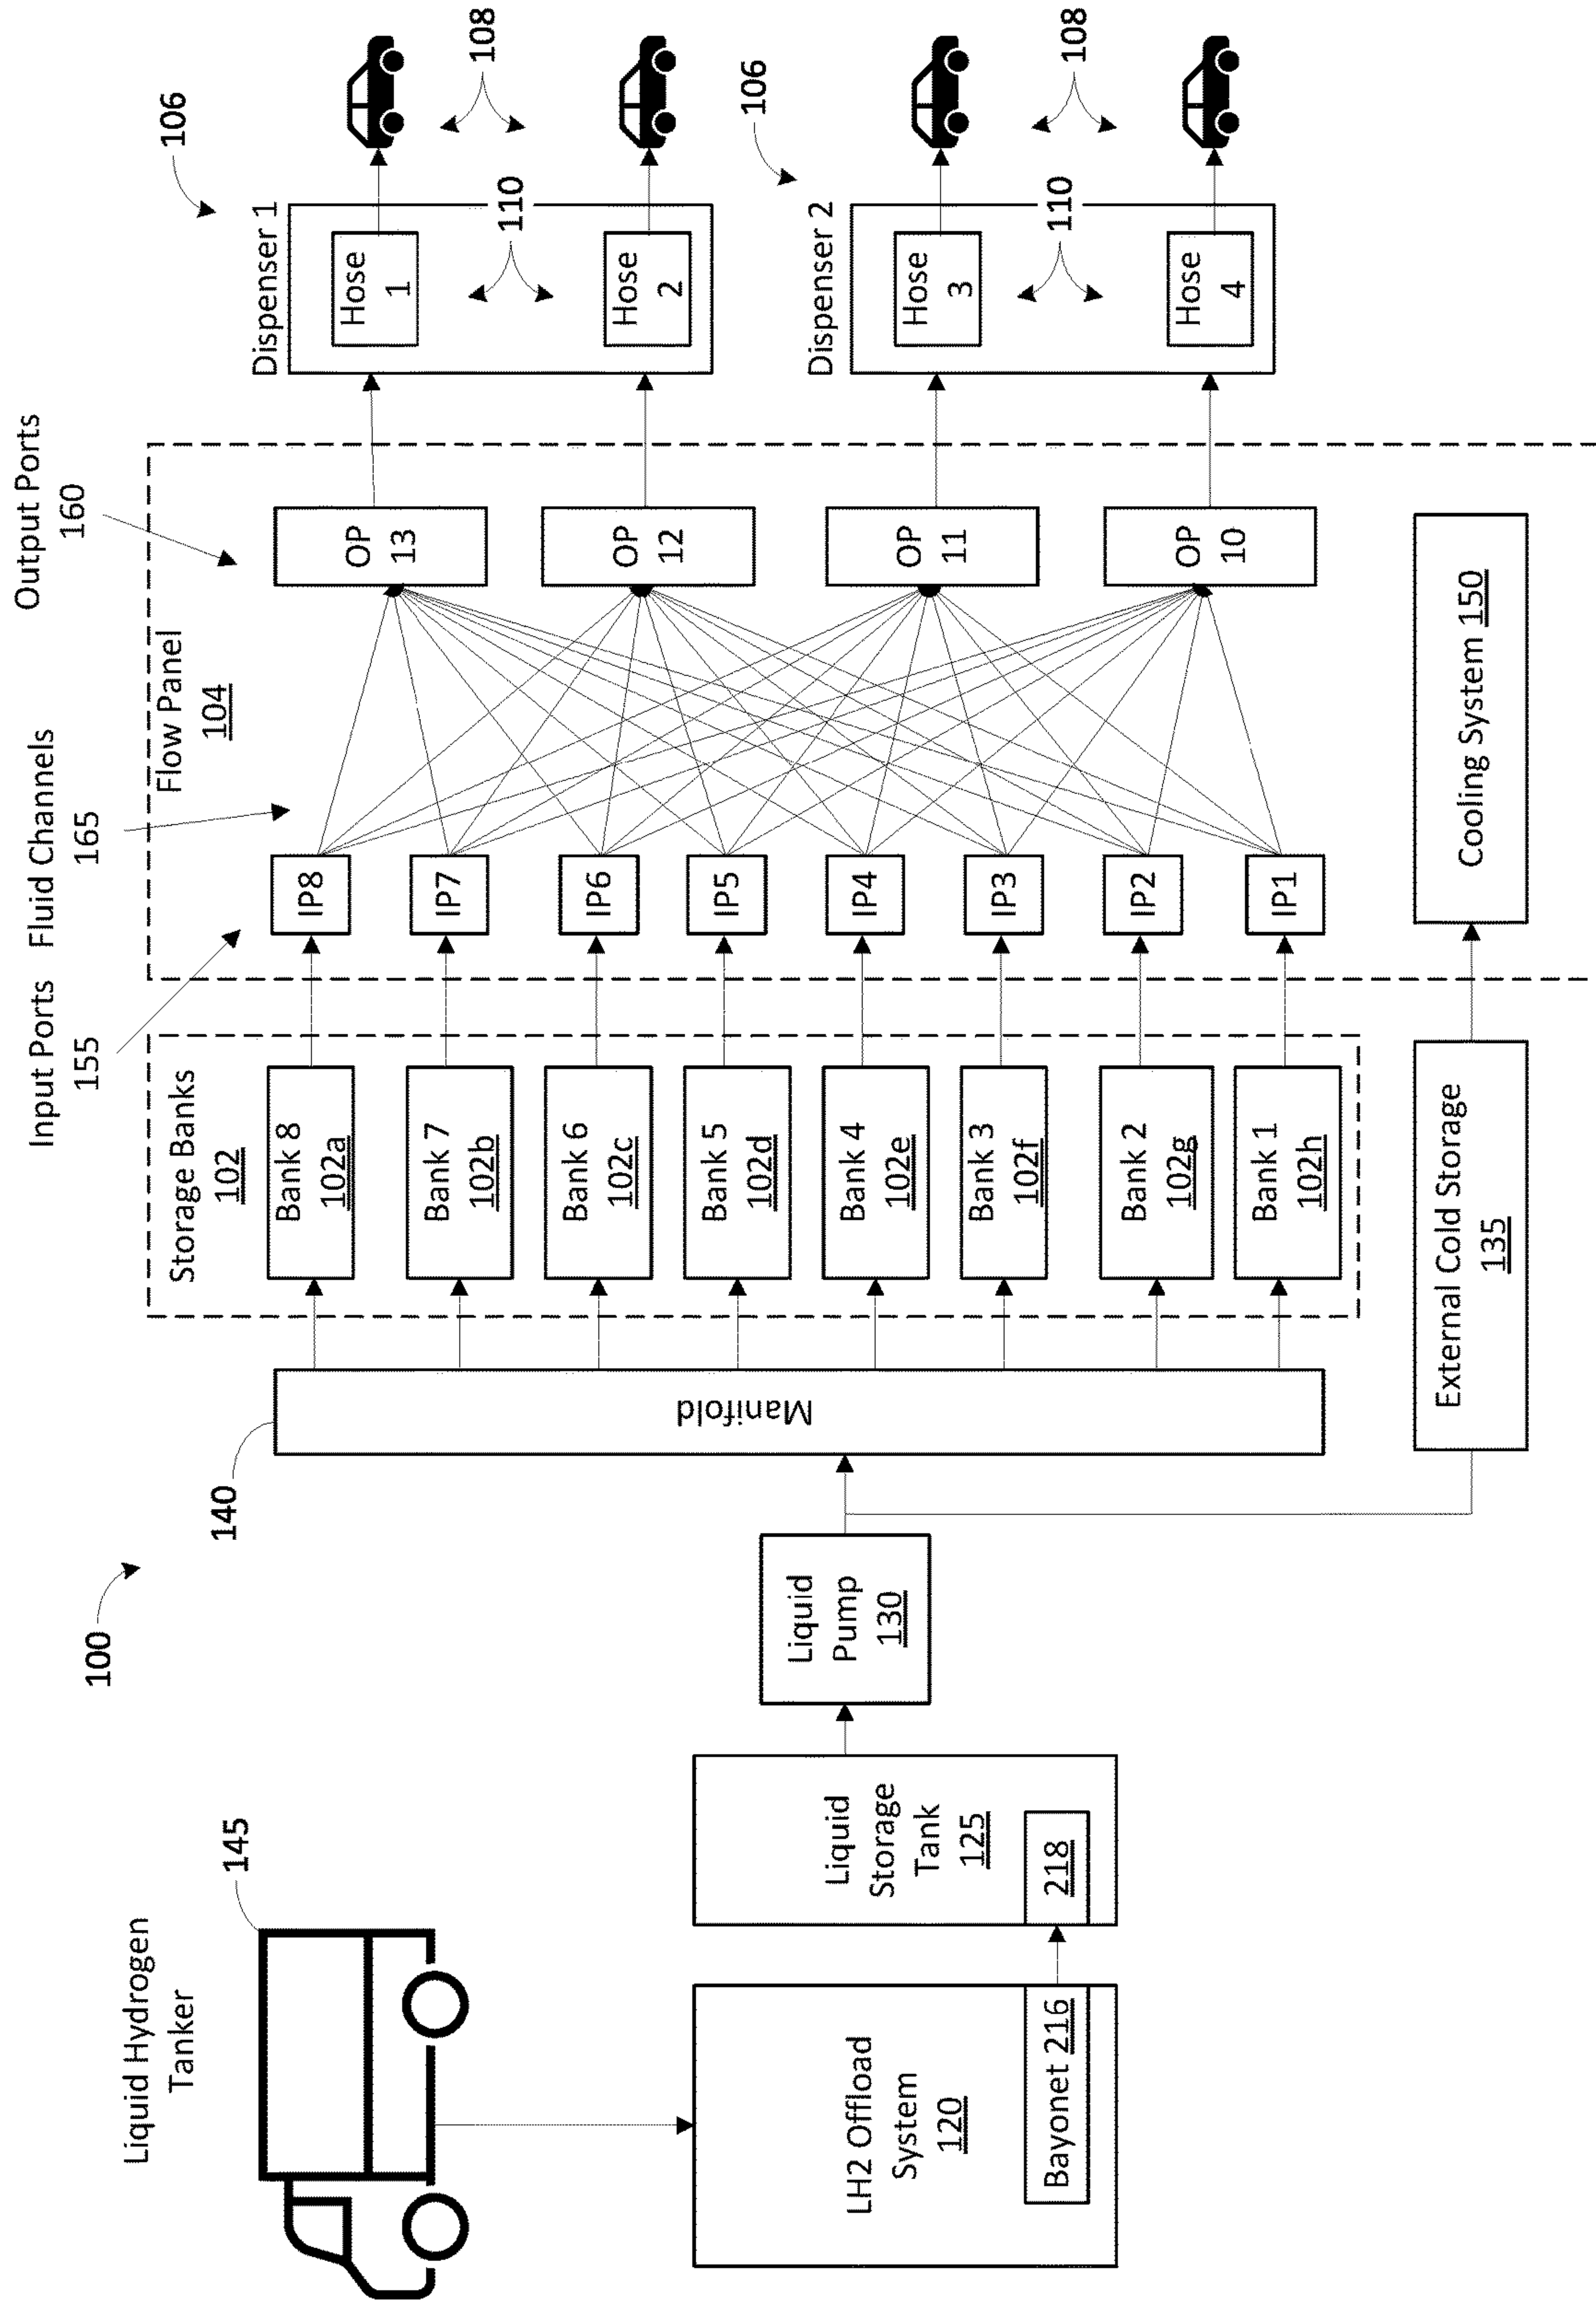 100
Liquid Hydrogen
Tanker
145
LH2 Offload
System
120
Bayonet 216
Liquid
Storage
Tank
125
218
Liquid
Pump
130
140
Manifold
Storage Banks
102
Bank 8
102a
Bank 7
102b
Bank 6
102c
Bank 5
102d
Bank 4
102e
Bank 3
102f
Bank 2
102g
Bank 1
102h
External Cold Storage
135
Input Ports
155
Fluid Channels
165
Output Ports
160
Flow Panel
104
IP8
IP7
IP6
IP5
IP4
IP3
IP2
IP1
OP
13
OP
12
OP
11
OP
10
Cooling System 150
Dispenser 1
106
Hose
1
110
Hose
2
108
Dispenser 2
106
Hose
3
110
Hose
4
108